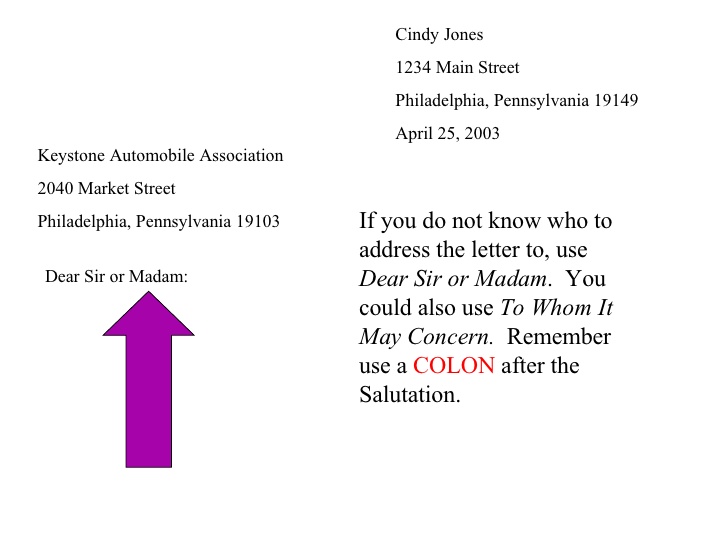 Cindy Jones
1234 Main Street
Philadelphia, Pennsylvania 19149
April 25, 2003
Keystone Automobile Association
2040 Market Street
Philadelphia, Pennsylvania 19103
Dear Sir or Madam:
If you do not know who to
address the letter to, use
Dear Sir or Madam.  You
could also use To Whom It
May Concern.  Remember
use a COLON after the
Salutation.